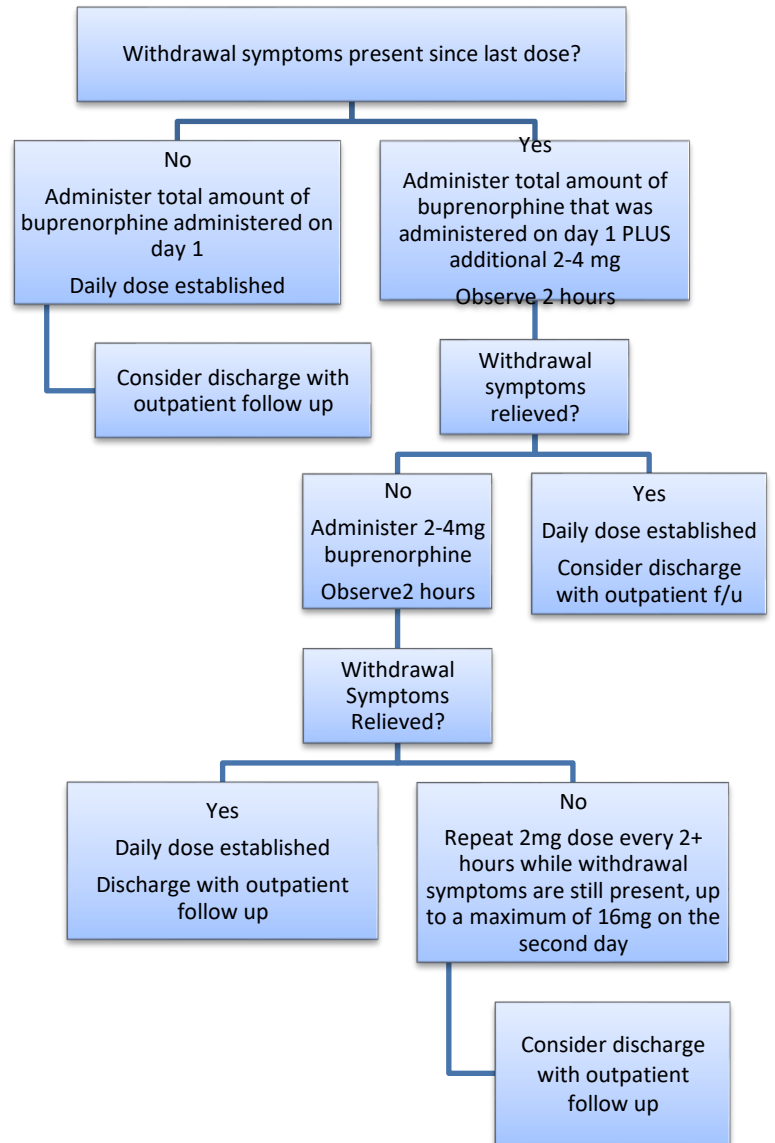 Withdrawal symptoms present since last dose?
No
Administer total amount of
buprenorphine administered on
day 1
Daily dose established
Yes
Administer total amount of
buprenorphine that was
administered on day 1 PLUS
additional 2-4 mg
Observe 2 hours
Consider discharge with
outpatient follow up
Withdrawal
symptoms
relieved?
No
Administer 2-4mg
buprenorphine
Observe2 hours
Yes
Daily dose established
Consider discharge
with outpatient f/u
Withdrawal
Symptoms
Relieved?
Yes
Daily dose established
Discharge with outpatient
follow up
No
Repeat 2mg dose every 2+
hours while withdrawal
symptoms are still present, up
to a maximum of 16mg on the
second day
Consider discharge
with outpatient
follow up